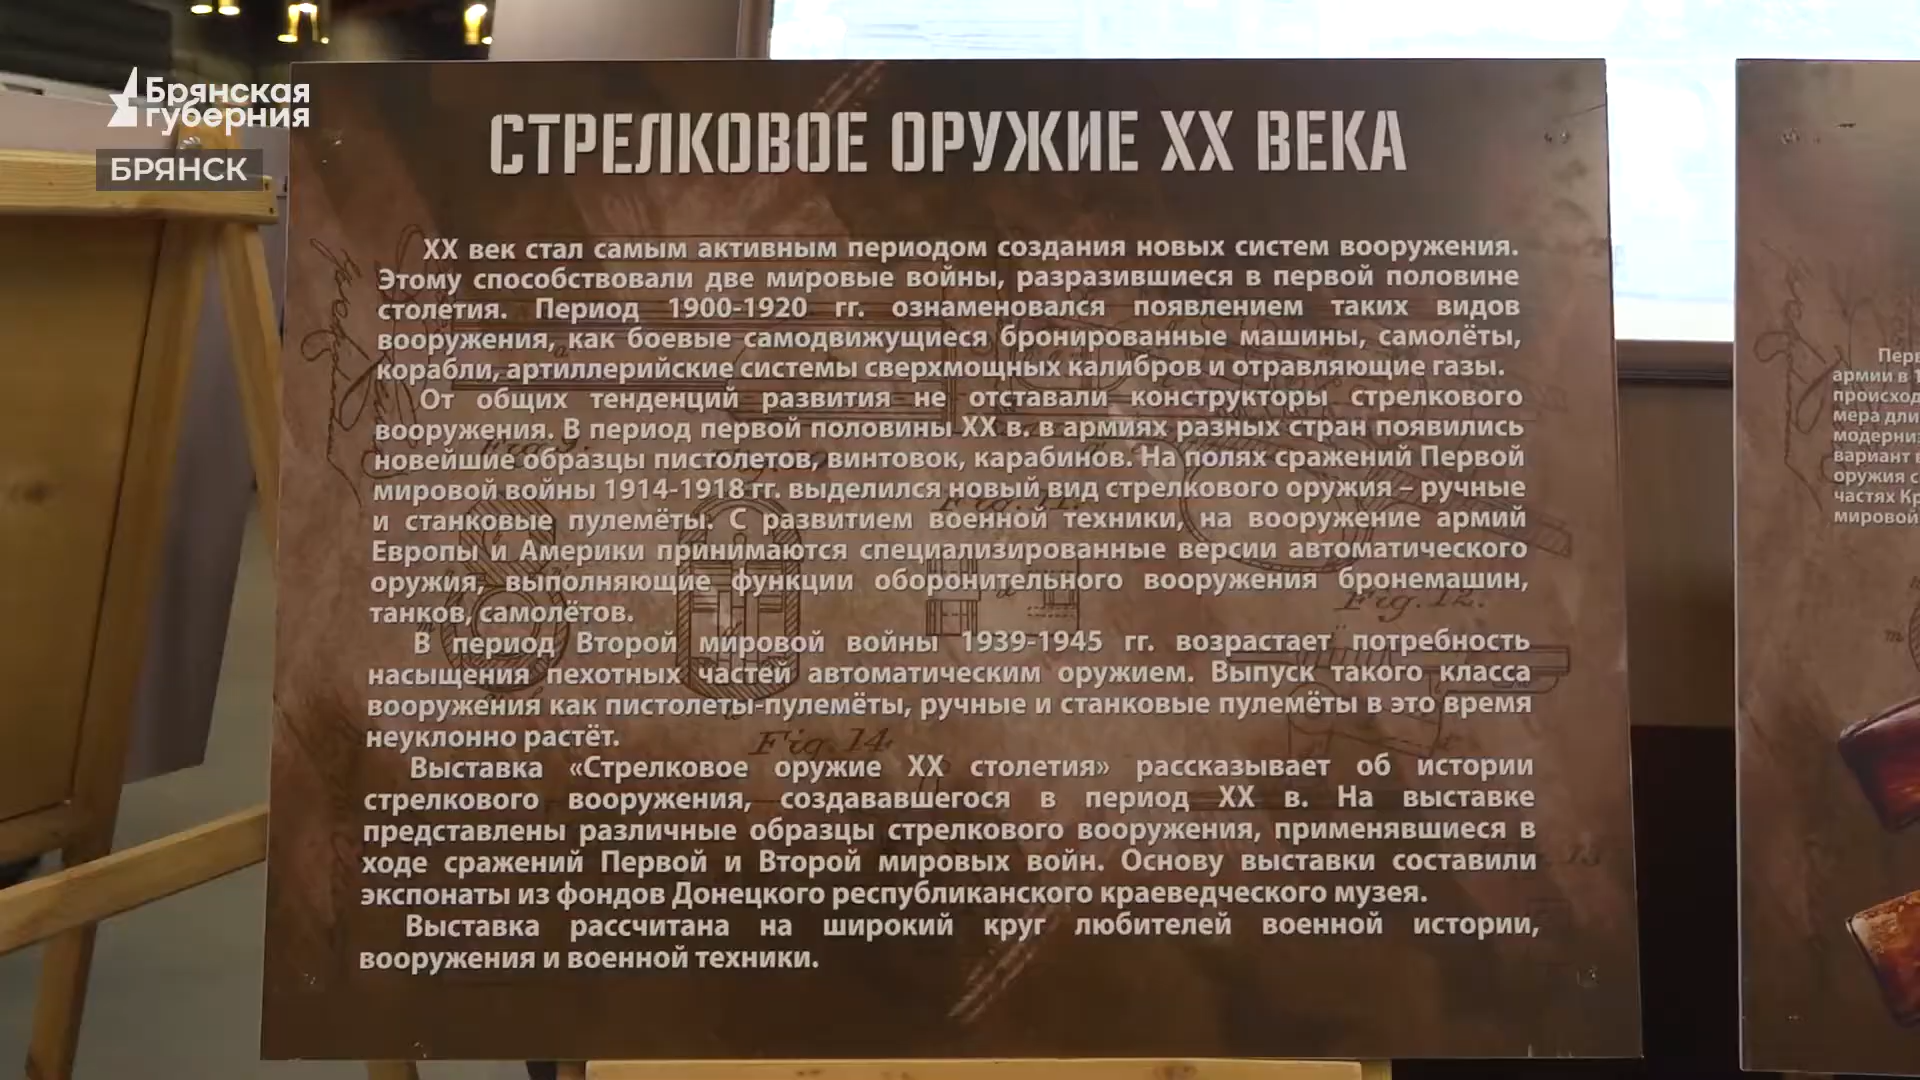 Брянская
губерния
БРЯНСК
СТРЕЛКОВОЕ ОРУЖИЕ XX ВЕКА
XX век стал самым активным периодом создания новых систем вооружения.
Этому способствовали две мировые войны, разразившиеся в первой половине
столетия. Период 1900-1920 гг. ознаменовался появлением таких видов
вооружения, как боевые самодвижущиеся бронированные машины, самолёты,
корабли, артиллерийские системы сверхмощных калибров и отравляющие газы.
От общих тенденций развития не отставали конструкторы стрелкового
вооружения. В период первой половины XX в. в армиях разных стран появились
новейшие образцы пистолетов, винтовок, карабинов. На полях сражений Первой
мировой войны 1914-1918 гг. выделился новый вид стрелкового оружия – ручные
и станковые пулемёты. С развитием военной техники, на вооружение армий
Европы и Америки принимаются специализированные версии автоматического
оружия, выполняющие функции оборонительного вооружения бронемашин,
танков, самолётов.
В период Второй мировой войны 1939-1945 гг. возрастает потребность
насыщения пехотных частей автоматическим оружием. Выпуск такого класса
вооружения как пистолеты-пулемёты, ручные и станковые пулемёты в это время
неуклонно растёт.
Выставка «Стрелковое оружие XX столетия» рассказывает об истории
стрелкового вооружения, создававшегося в период XX в. На выставке
представлены различные образцы стрелкового вооружения, применявшиеся в
ходе сражений Первой и Второй мировых войн. Основу выставки составили
экспонаты из фондов Донецкого республиканского краеведческого музея.
Выставка рассчитана на широкий круг любителей военной истории,
вооружения и военной техники.
Fig. 9.
Fig. 11.
Fig. 12.
Fig. 14.
армии в
мера
вариант
оружия
частях
мировой